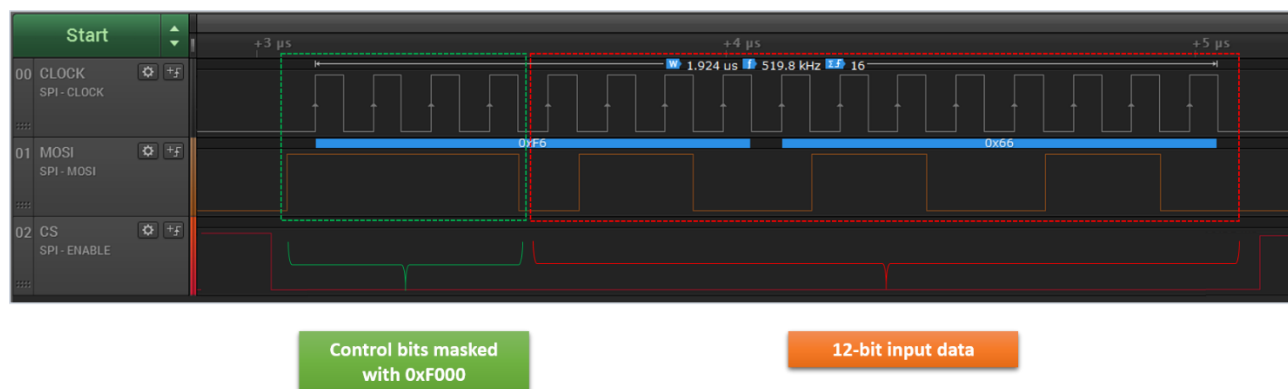 Start
+3 µs
+4 µs
+5 µs
00 CLOCK
SPI - CLOCK
W 1.924 us f 519.8 kHz Σf 16
01 MOSI
SPI - MOSI
0xF6
0x66
02 CS
SPI - ENABLE
Control bits masked
with 0xF000
12-bit input data